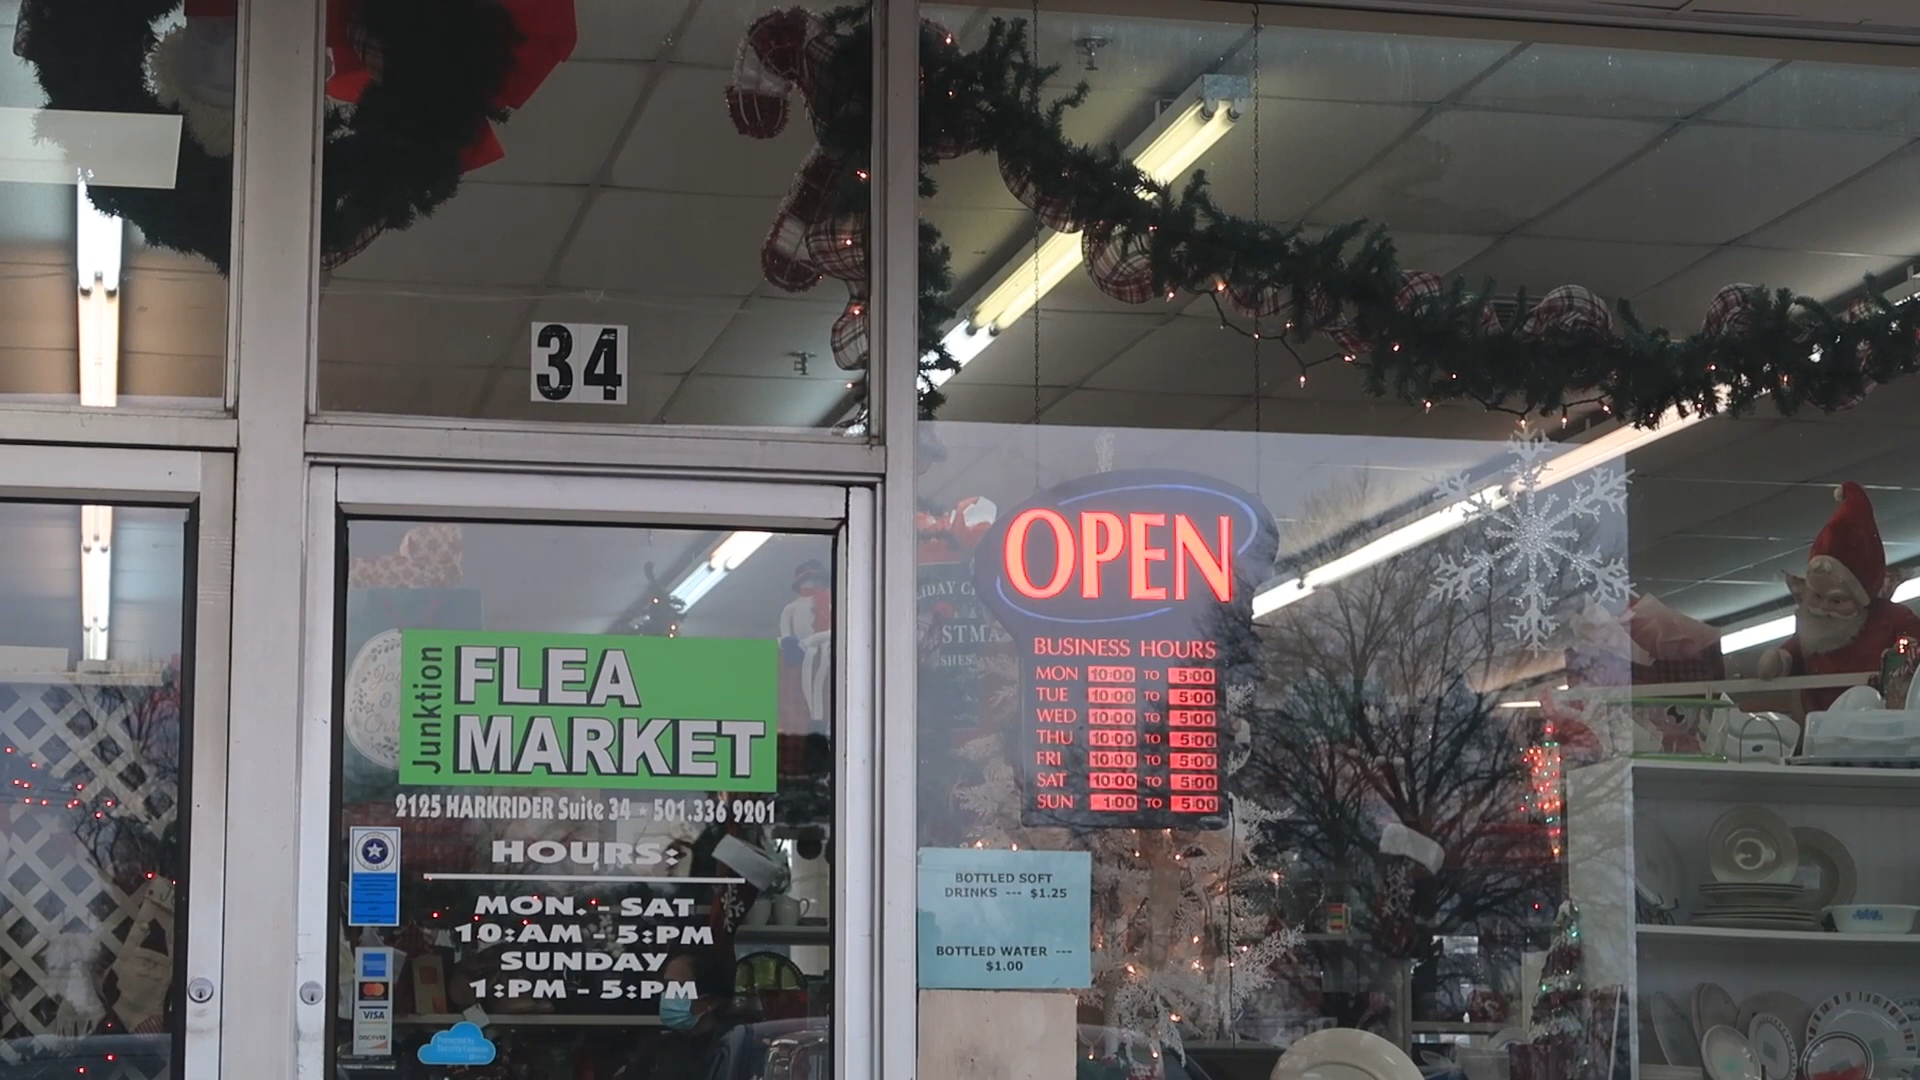 34
Junktion
FLEA
MARKET
2125 HARKRIDER Suite 34 * 501.336 9201
HOURS:
MON. - SAT
10:AM - 5:PM
SUNDAY
1:PM - 5:PM
VISA
DISCOVER
Protected by
OPEN
BUSINESS HOURS
MON 10:00 TO 5:00
TUE 10:00 TO 5:00
WED 10:00 TO 5:00
THU 10:00 TO 5:00
FRI 10:00 TO 5:00
SAT 10:00 TO 5:00
SUN 1:00 TO 5:00
BOTTLED SOFT
DRINKS --- $1.25
BOTTLED WATER ---
$1.00